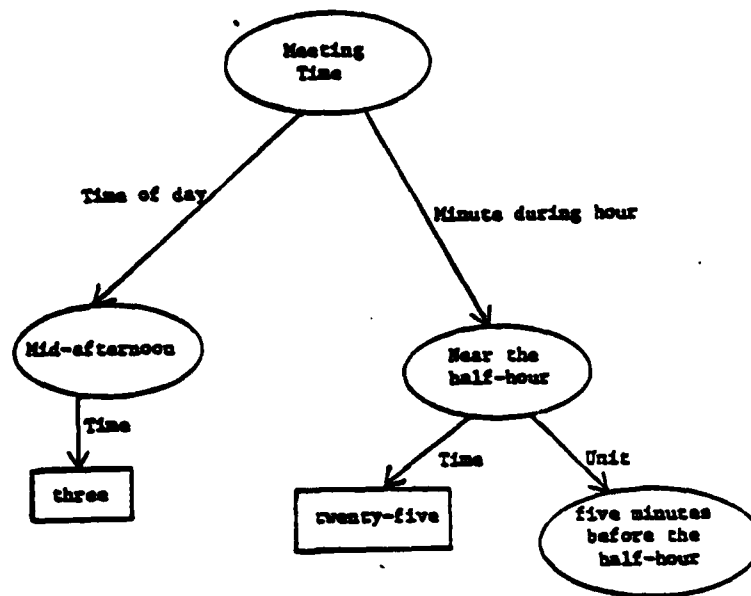 Meeting
Time
Time of day
Minute during hour
Mid-afternoon
Near the
half-hour
Time
Time
Unit
three
twenty-five
five minutes
before the
half-hour